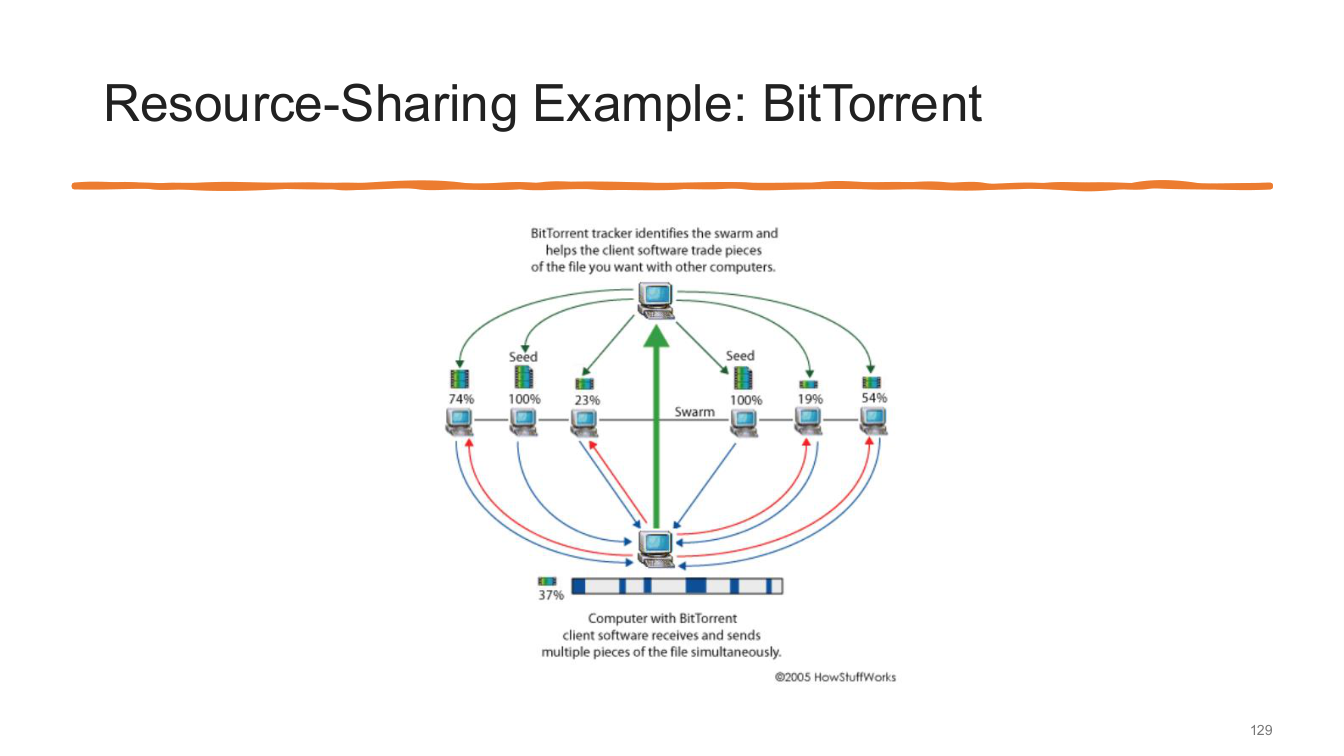 Resource-Sharing Example: BitTorrent
BitTorrent tracker identifies the swarm and
helps the client software trade pieces
of the file you want with other computers.
Seed
Seed
74%
100%
23%
100%
19%
54%
Swarm
37%
Computer with BitTorrent
client software receives and sends
multiple pieces of the file simultaneously.
©2005 HowStuffWorks
129